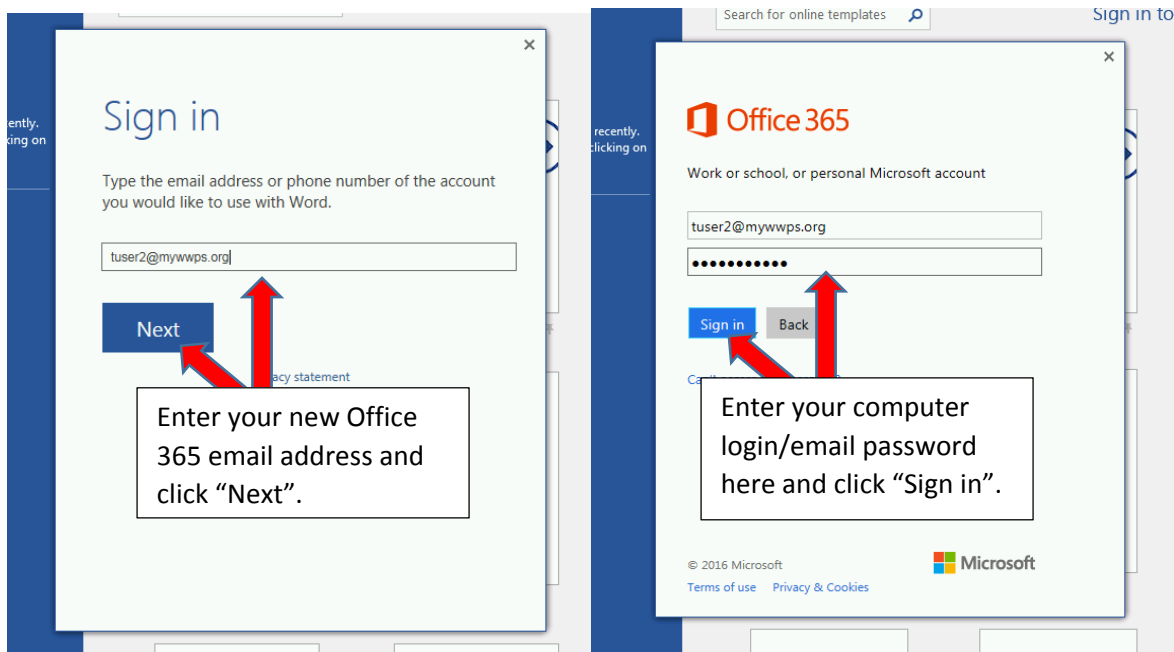 ently.
king on
Sign in
Type the email address or phone number of the account
you would like to use with Word.
tuser2@mywwps.org
Next
acy statement
Enter your new Office
365 email address and
click “Next”.
Search for online templates
Sign in to
recently.
clicking on
Office 365
Work or school, or personal Microsoft account
tuser2@mywwps.org
•••••••••••
Sign in Back
Enter your computer
login/email password
here and click “Sign in”.
© 2016 Microsoft
Microsoft
Terms of use Privacy & Cookies